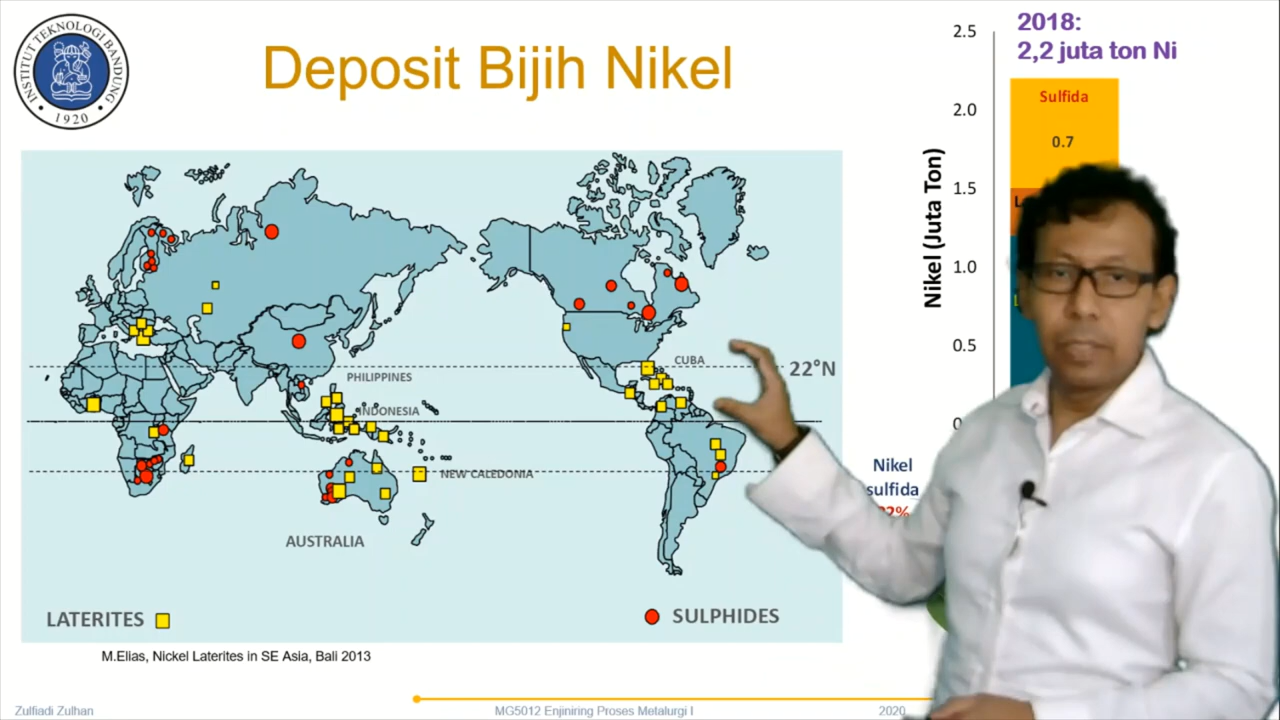 INSTITUT TEKNOLOGI BANDUNG
1920
Deposit Bijih Nikel
2018:
2,2 juta ton Ni
2.5
2.0
1.5
1.0
0.5
Nikel (Juta Ton)
Sulfida
0.7
CUBA
22°N
PHILIPPINES
INDONESIA
NEW CALEDONIA
AUSTRALIA
LATERITES
SULPHIDES
Nikel
sulfida
M.Elias, Nickel Laterites in SE Asia, Bali 2013
Zulfiadi Zulhan
MG5012 Enjiniring Proses Metalurgi I
2020